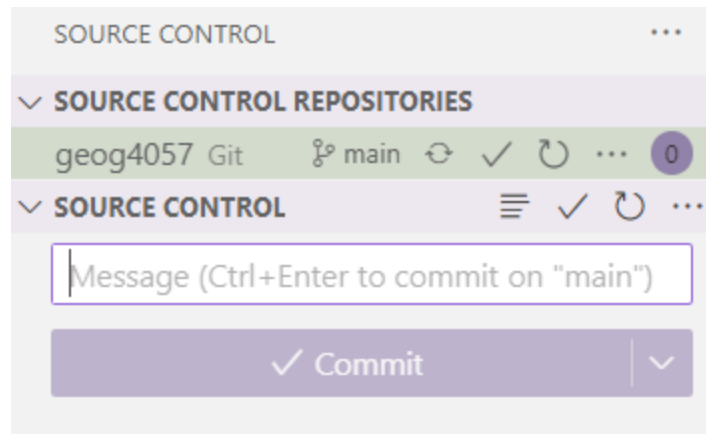 SOURCE CONTROL
SOURCE CONTROL REPOSITORIES
geog4057 Git main 0
SOURCE CONTROL
Message (Ctrl+Enter to commit on "main")
Commit